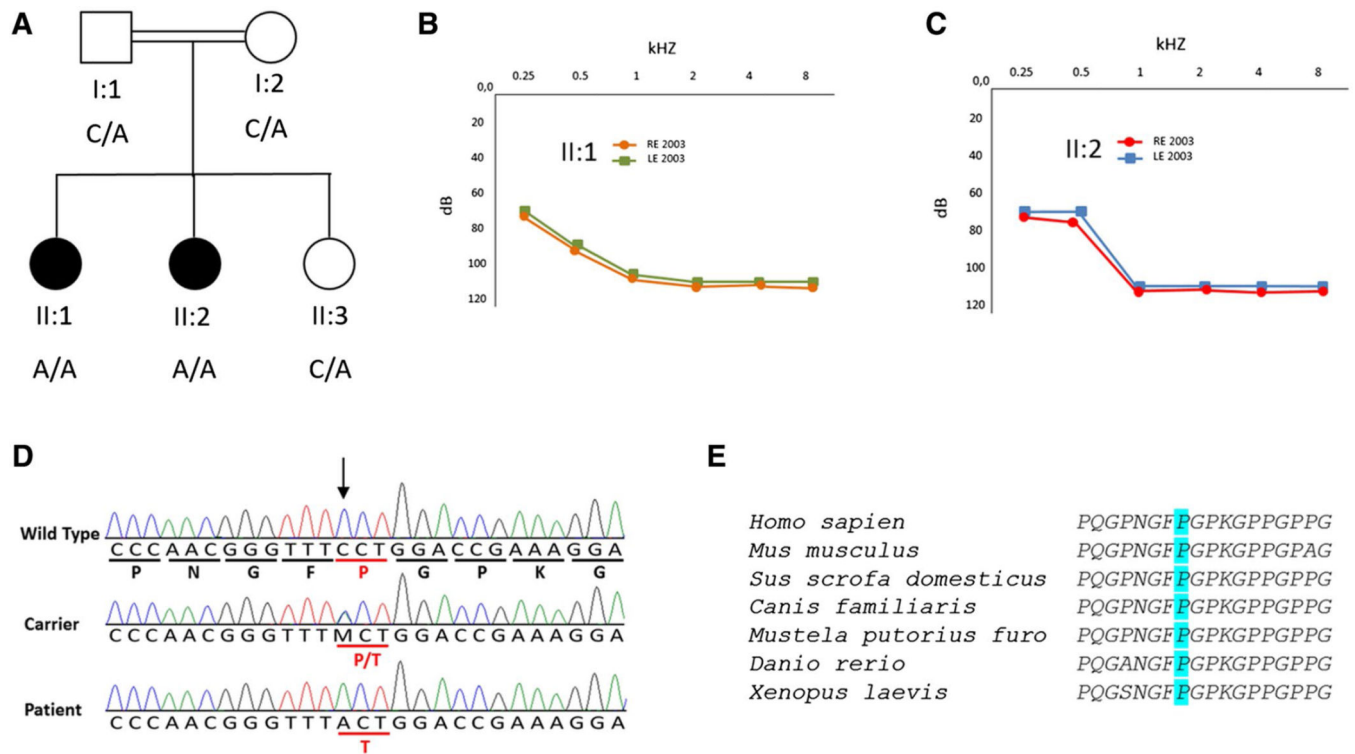 A
I:1
I:2
C/A
C/A
II:1
II:2
II:3
A/A
A/A
C/A
B
kHZ
0.25 0.5 1 2 4 8
0,0
20
40
60
80
100
120
dB
II:1
RE 2003
LE 2003
C
kHZ
0.25 0.5 1 2 4 8
0,0
20
40
60
80
100
120
dB
II:2
RE 2003
LE 2003
D
Wild Type
CCCAACGGGTTTCCTGGACCGAAAGGA
P N G F P G P K G
Carrier
CCCAACGGGTTTMCTGGACCGAAAGGA
P/T
Patient
CCCAACGGGTTTACTGGACCGAAAGGA
T
E
Homo sapien PQGPNGFPGPKGPPGPPG
Mus musculus PQGPNGFPGPKGPPGPAG
Sus scrofa domesticus PQGPNGFPGPKGPPGPPG
Canis familiaris PQGPNGFPGPKGPPGPPG
Mustela putorius furo PQGPNGFPGPKGPPGPPG
Danio rerio PQGANGFPGPKGPPGPPG
Xenopus laevis PQGSNGFPGPKGPPGPPG